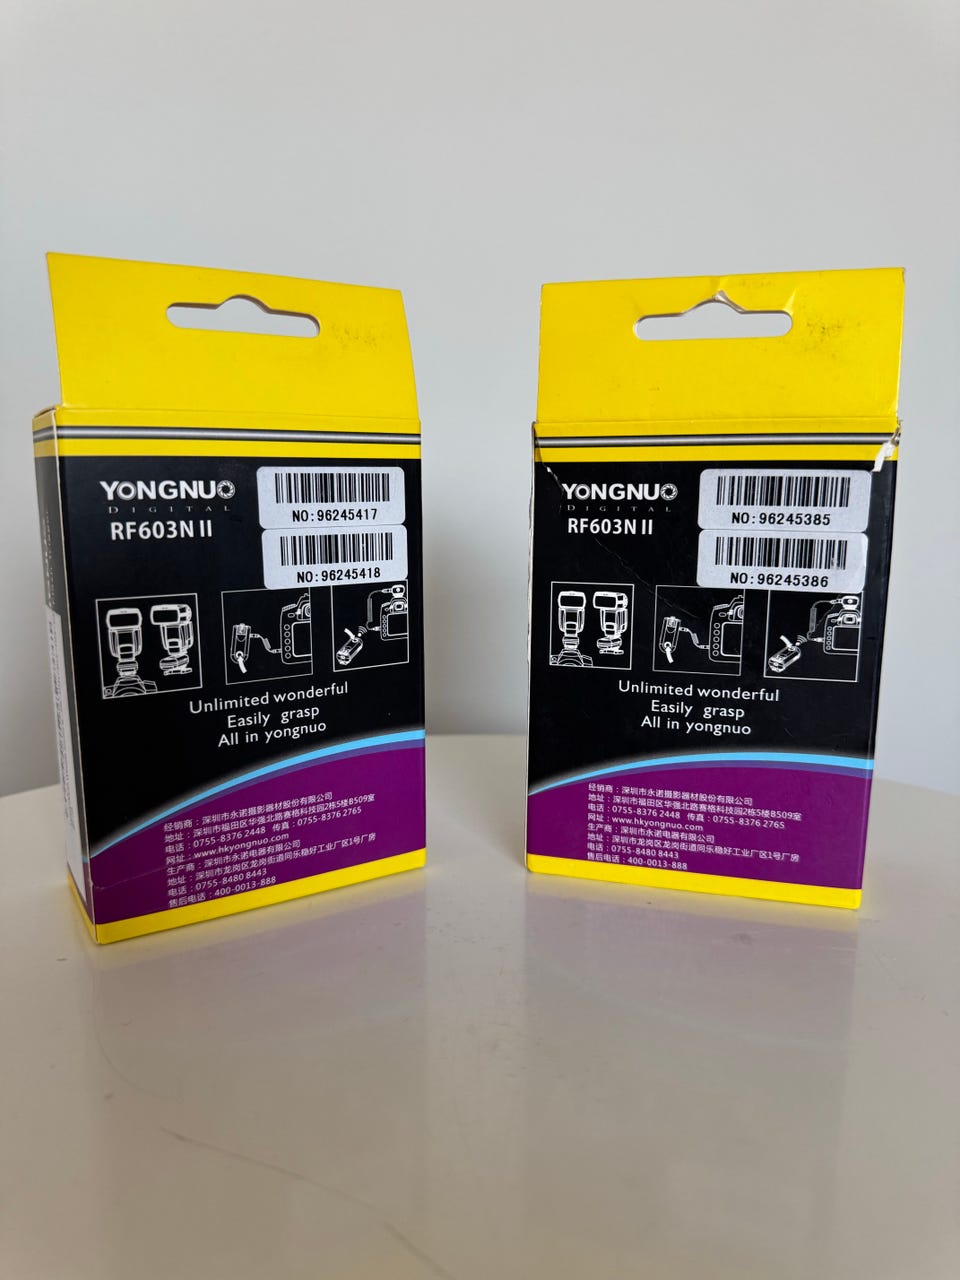 YONGNUO
DIGITAL
RF603N II
NO:96245417
NO:96245418
Unlimited wonderful
Easily grasp
All in yongnuo
经销商：深圳市永诺摄影器材股份有限公司
地址：深圳市福田区华强北路赛格科技园2栋5楼B509室
电话：0755-8376 2448 传真：0755-8376 2765
网址：www.hkyongnuo.com
生产商：深圳市永诺电器有限公司
地址：深圳市龙岗区龙岗街道同乐稳好工业厂区1号厂房
电话：0755-8480 8443
售后电话：400-0013-888
YONGNUO
DIGITAL
RF603N II
NO:96245385
NO:96245386
Unlimited wonderful
Easily grasp
All in yongnuo
经销商：深圳市永诺摄影器材股份有限公司
地址：深圳市福田区华强北路赛格科技园2栋5楼B509室
电话：0755-8376 2448 传真：0755-8376 2765
网址：www.hkyongnuo.com
生产商：深圳市永诺电器有限公司
地址：深圳市龙岗区龙岗街道同乐稳好工业厂区1号厂房
电话：0755-8480 8443
售后电话：400-0013-888